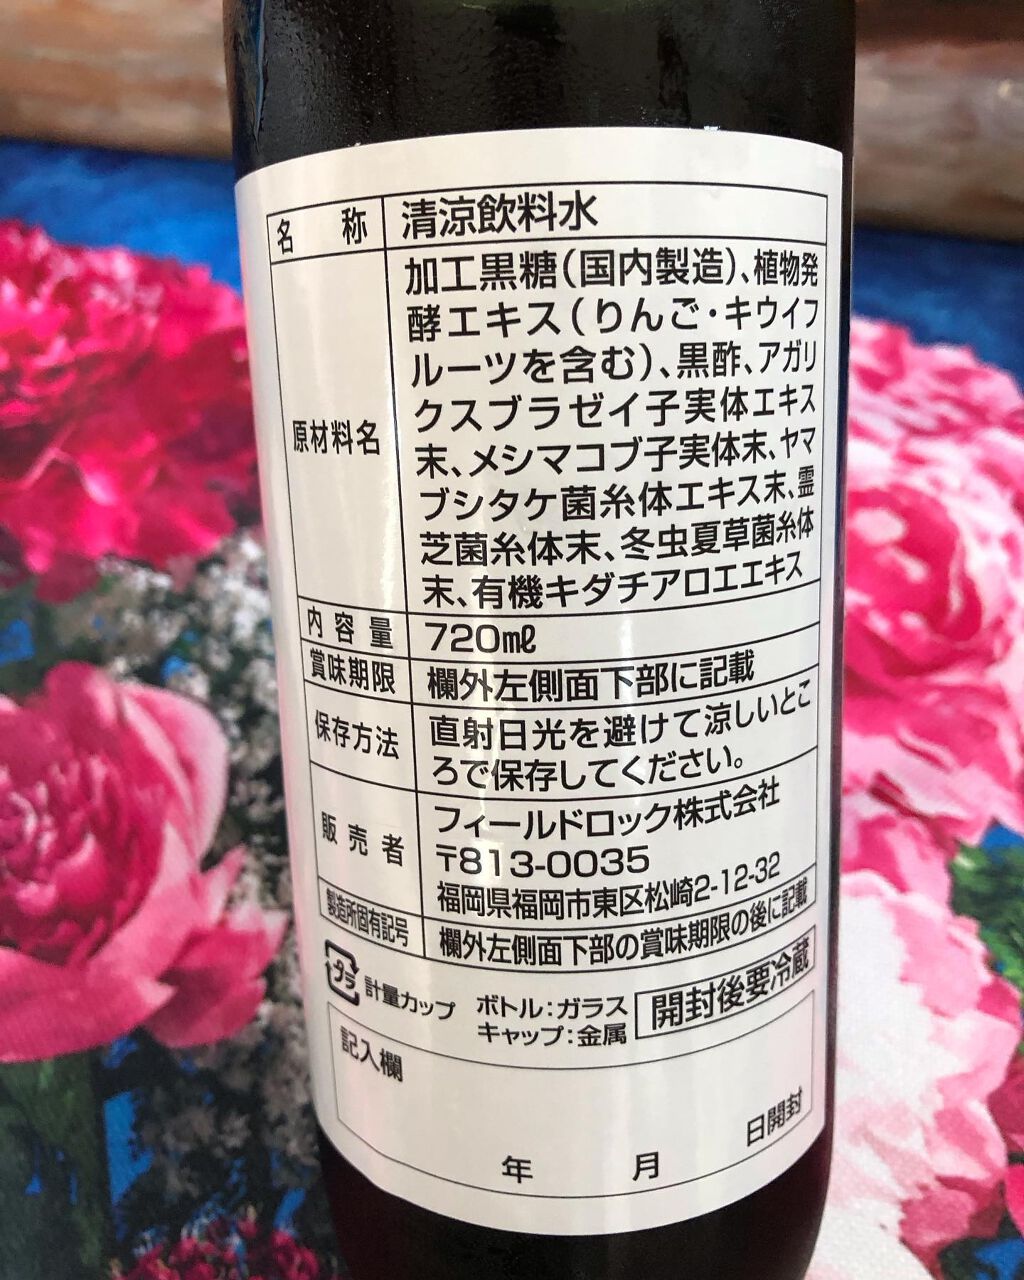 名称 清涼飲料水
原材料名
加工黒糖(国内製造)、植物発
酵エキス(りんご・キウイフ
ルーツを含む)、黒酢、アガリ
クスブラゼイ子実体エキス
末、メシマコブ子実体末、ヤマ
ブシタケ菌糸体エキス末、霊
芝菌糸体末、冬虫夏草菌糸体
末、有機キダチアロエエキス
内容量 720㎖
賞味期限 欄外左側面下部に記載
保存方法
直射日光を避けて涼しいとこ
ろで保存してください。
販売者
フィールドロック株式会社
〒813-0035
福岡県福岡市東区松崎2-12-32
製造所固有記号 欄外左側面下部の賞味期限の後に記載
プラ 計量カップ
ボトル:ガラス
キャップ:金属
開封後要冷蔵
記入欄
年 月 日開封